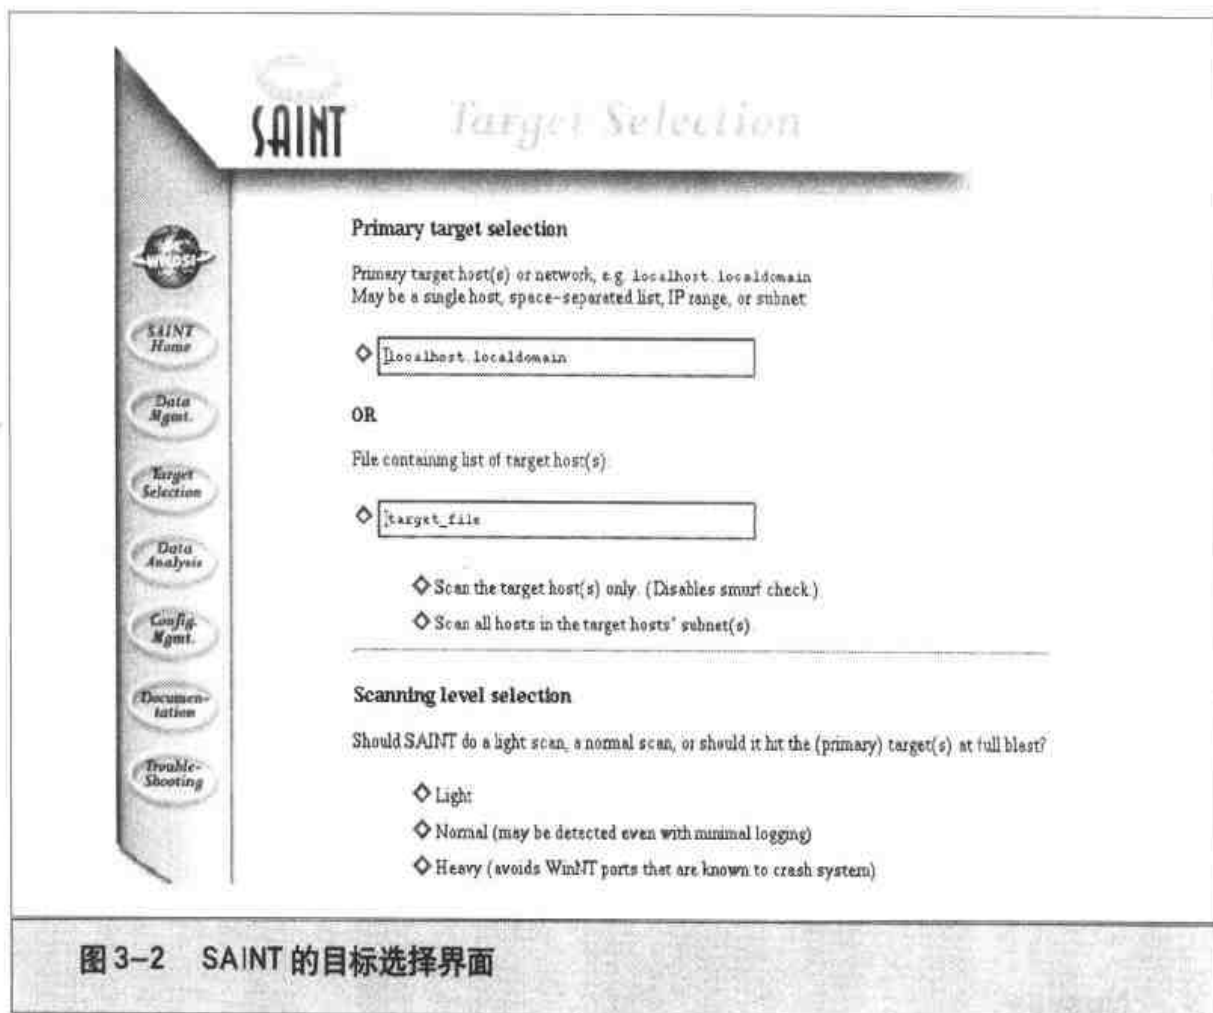 SAINT
Target Selection
WWDSI
SAINT
Home
Data
Mgmt.
Target
Selection
Data
Analysis
Config.
Mgmt.
Documen-
tation
Trouble-
Shooting
Primary target selection
Primary target host(s) or network, e.g. localhost.localdomain
May be a single host, space-separated list, IP range, or subnet
localhost.localdomain
OR
File containing list of target host(s)
target_file
Scan the target host(s) only. (Disables smurf check.)
Scan all hosts in the target hosts' subnet(s)
Scanning level selection
Should SAINT do a light scan, a normal scan, or should it hit the (primary) target(s) at full blast?
Light
Normal (may be detected even with minimal logging)
Heavy (avoids WinNT ports that are known to crash system)
图 3-2 SAINT 的目标选择界面